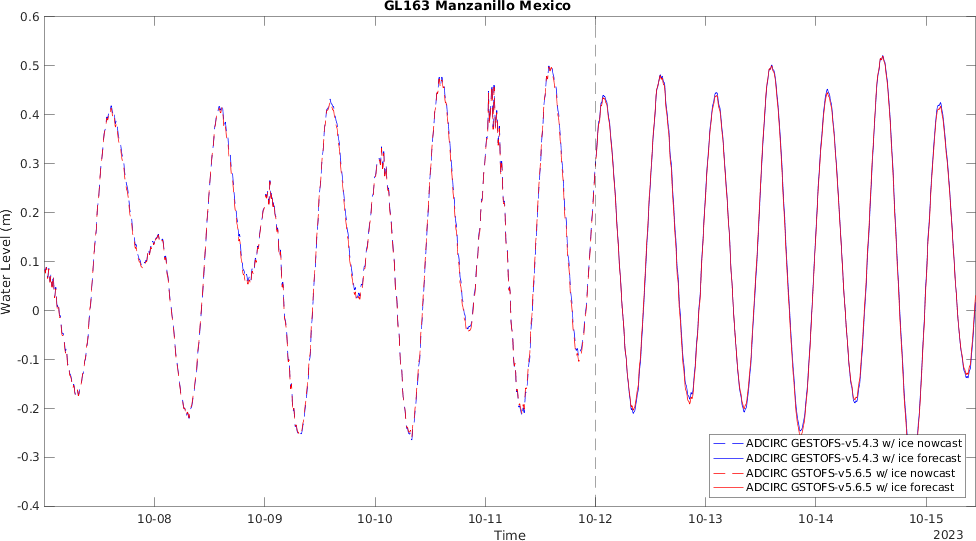 GL163 Manzanillo Mexico
0.6
0.5
0.4
0.3
0.2
0.1
0
-0.1
-0.2
-0.3
-0.4
Water Level (m)
ADCIRC GESTOFS-v5.4.3 w/ ice nowcast
ADCIRC GESTOFS-v5.4.3 w/ ice forecast
ADCIRC GSTOFS-v5.6.5 w/ ice nowcast
ADCIRC GSTOFS-v5.6.5 w/ ice forecast
10-08 10-09 10-10 10-11 10-12 10-13 10-14 10-15
Time
2023